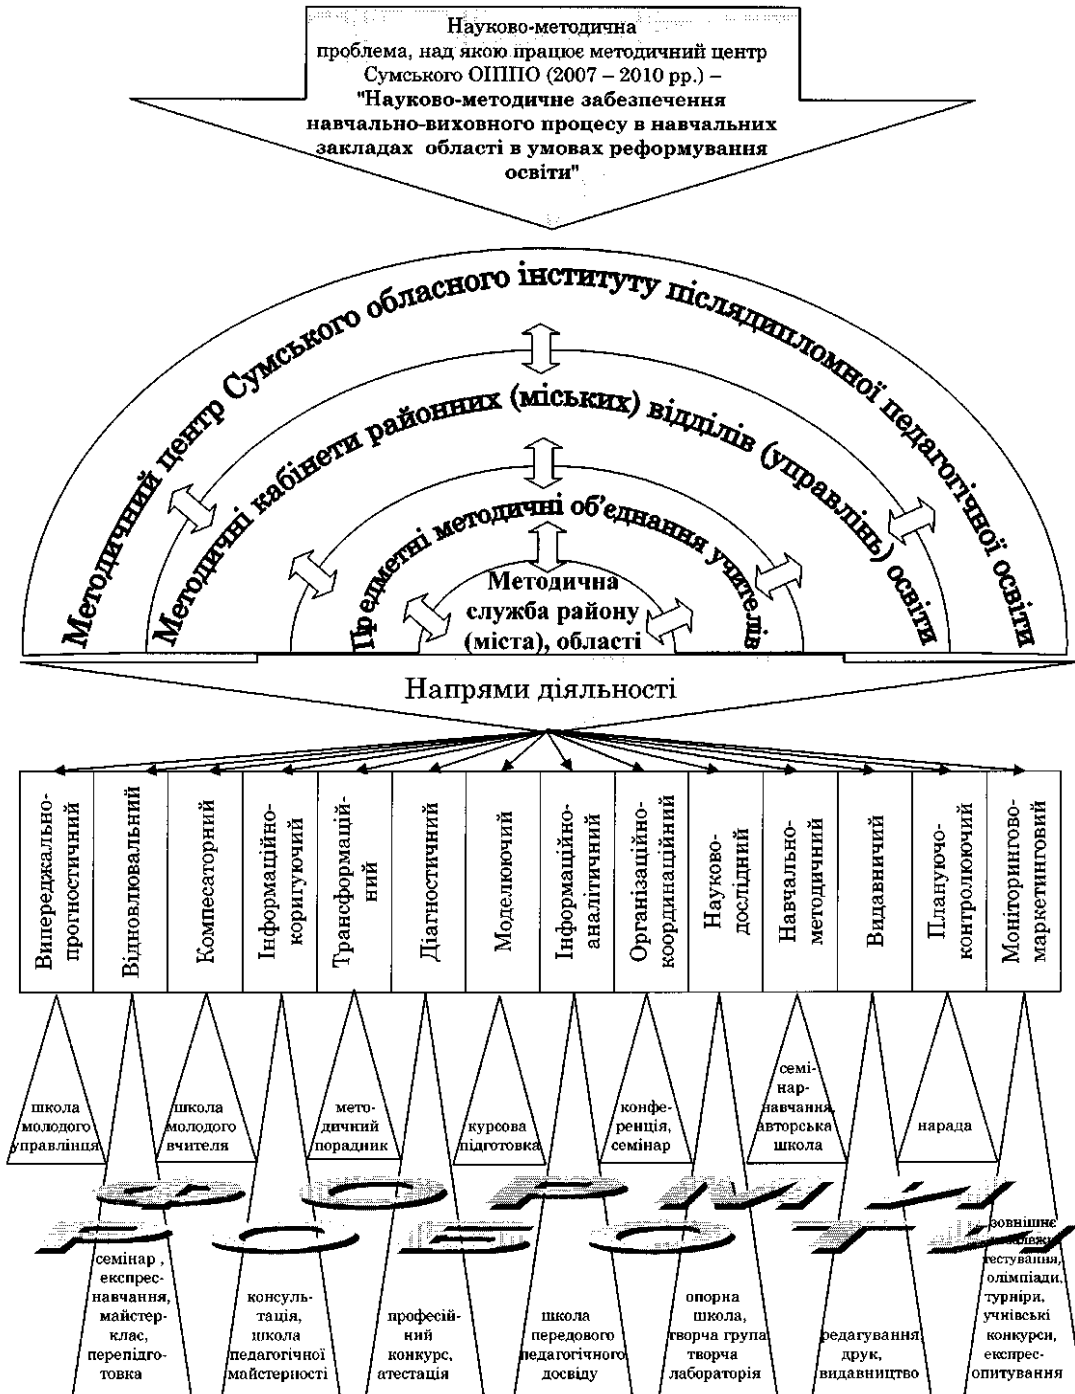 Науково-методична
проблема, над якою працює методичний центр
Сумського ОІППО (2007 – 2010 рр.) –
"Науково-методичне забезпечення
навчально-виховного процесу в навчальних
закладах області в умовах реформування
освіти"
Методичний центр Сумського обласного інституту післядипломної педагогічної освіти
Методичні кабінети районних (міських) відділів (управлінь) освіти
Предметні методичні об'єднання учителів
Методична
служба району
(міста), області
Напрями діяльності
Випереджально-
прогностичний
Відновлювальний
Компесаторний
Інформаційно-
коригуючий
Трансформацій-
ний
Діагностичний
Моделюючий
Інформаційно-
аналітичний
Організаційно-
координаційний
Науково-
дослідний
Навчально-
методичний
Видавничий
Плануючо-
контролюючий
Моніторингово-
маркетинговий
школа
молодого
управлінця
школа
молодого
вчителя
мето-
дичний
порадник
курсова
підготовка
конфе-
ренція,
семінар
семі-
нар-
навчання,
авторська
школа
нарада
ФОРМИ
РОБОТИ
семінар ,
експрес-
навчання,
майстер-
клас,
перепідго-
товка
консуль-
тація,
школа
педагогічної
майстерності
професій-
ний
конкурс,
атестація
школа
передового
педагогічного
досвіду
опорна
школа,
творча група
творча
лабораторія
редагування
друк,
видавництво
зовнішнє
тестування,
олімпіади,
турніри,
учнівські
конкурси,
експрес-
опитування